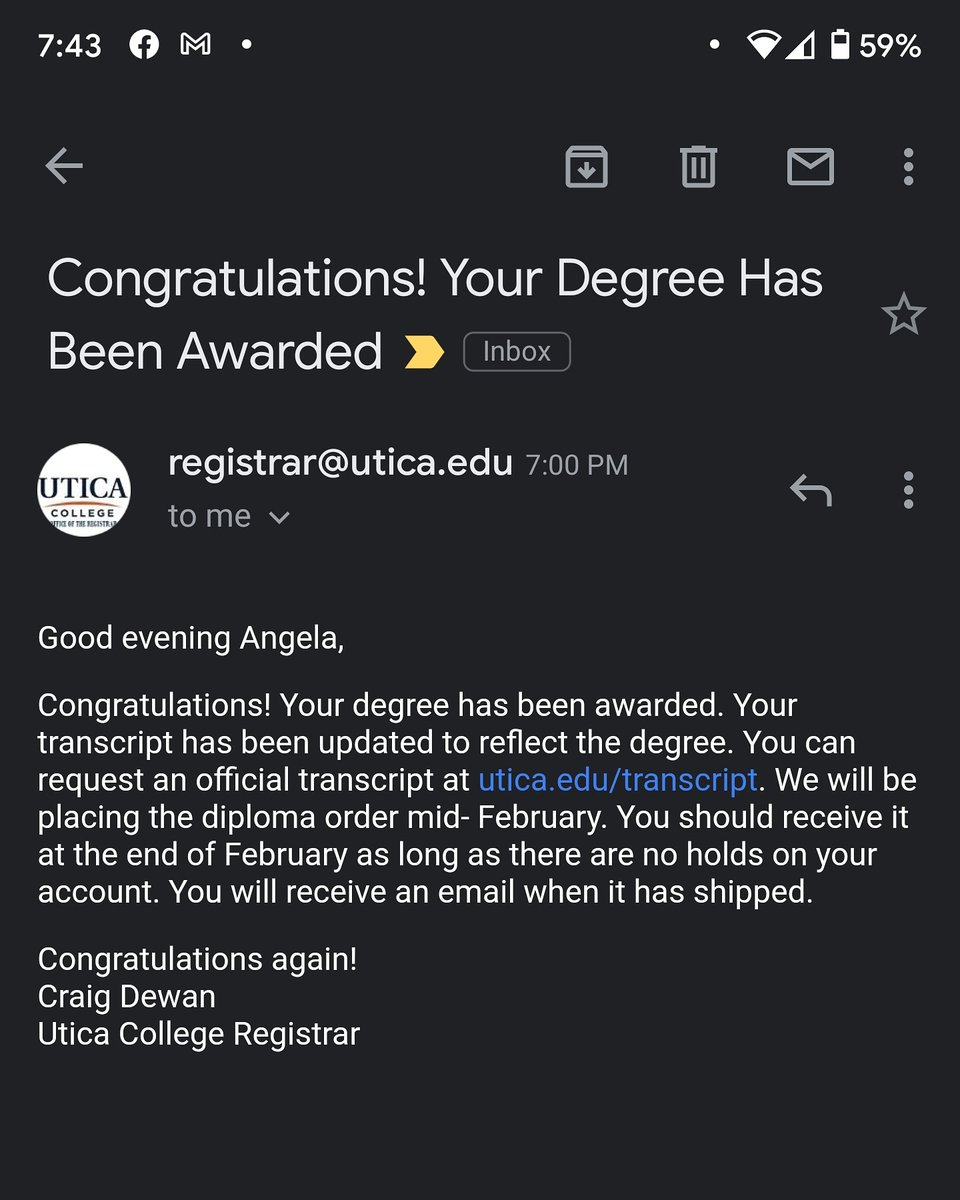 7:43 59%
Congratulations! Your Degree Has
Been Awarded Inbox
registrar@utica.edu 7:00 PM
to me
UTICA
COLLEGE
OFFICE OF THE REGISTRAR
Good evening Angela,
Congratulations! Your degree has been awarded. Your
transcript has been updated to reflect the degree. You can
request an official transcript at utica.edu/transcript. We will be
placing the diploma order mid- February. You should receive it
at the end of February as long as there are no holds on your
account. You will receive an email when it has shipped.
Congratulations again!
Craig Dewan
Utica College Registrar